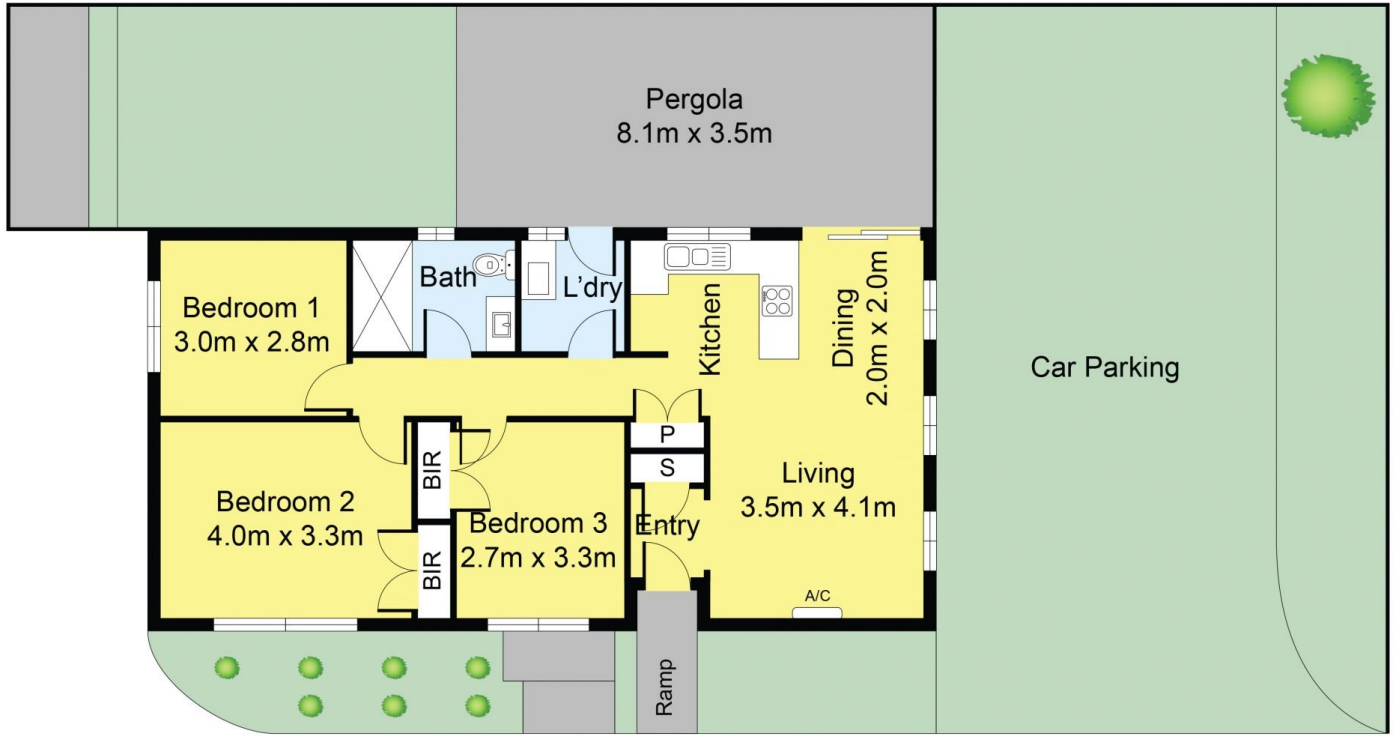 Pergola
8.1m x 3.5m
Bedroom 1
3.0m x 2.8m
Bath
L'dry
Kitchen
Dining
2.0m x 2.0m
Car Parking
Bedroom 2
4.0m x 3.3m
BIR
BIR
Bedroom 3
2.7m x 3.3m
P
S
Entry
Living
3.5m x 4.1m
A/C
Ramp